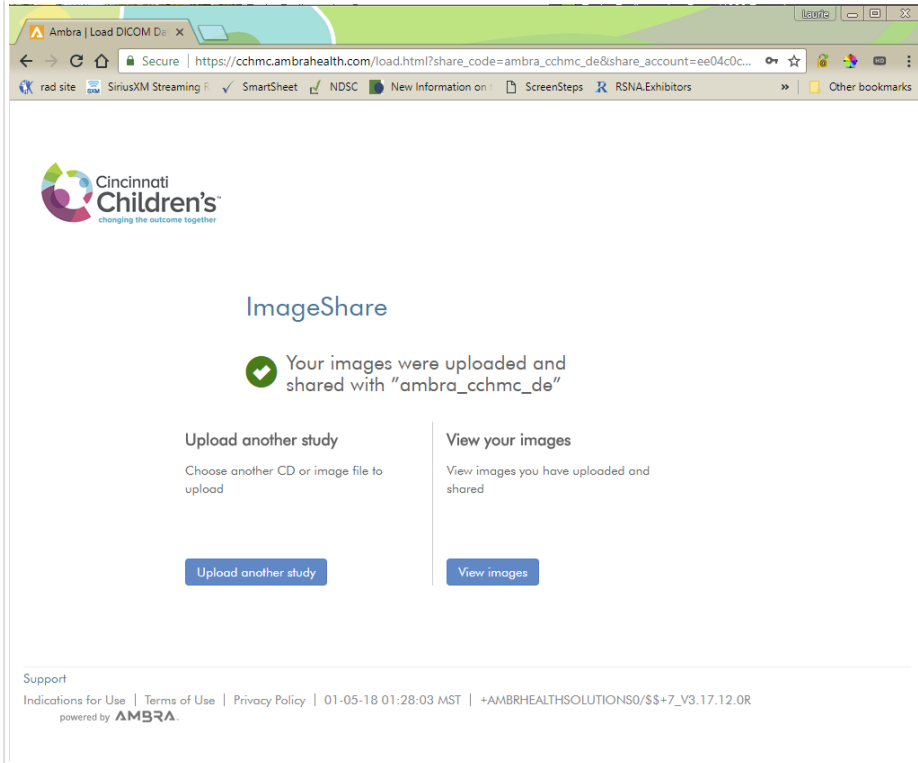 Laurie
Ambra | Load DICOM Da
Secure | https://cchmc.ambrahealth.com/load.html?share_code=ambra_cchmc_de&share_account=ee04c0c...
rad site SiriusXM Streaming SmartSheet NDSC New Information on ScreenSteps RSNA.Exhibitors » Other bookmarks
Cincinnati
Children's
changing the outcome together
ImageShare
Your images were uploaded and
shared with "ambra_cchmc_de"
Upload another study
Choose another CD or image file to
upload
Upload another study
View your images
View images you have uploaded and
shared
View images
Support
Indications for Use | Terms of Use | Privacy Policy | 01-05-18 01:28:03 MST | +AMBRHEALTHSOLUTIONS0/$$+7_V3.17.12.0R
powered by AMBRA